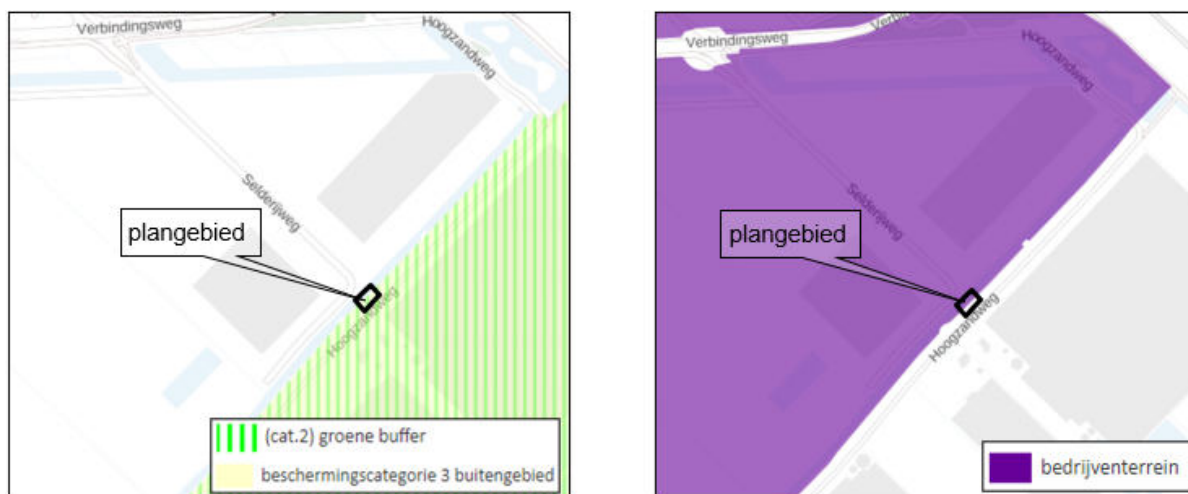 Verbindingsweg
Hoogzandweg
Selderijweg
plangebied
Hoogzandweg
(cat.2) groene buffer
beschermingscategorie 3 buitengebied
Verbindingsweg
Hoogzandweg
Selderijweg
plangebied
Hoogzandweg
bedrijventerrein